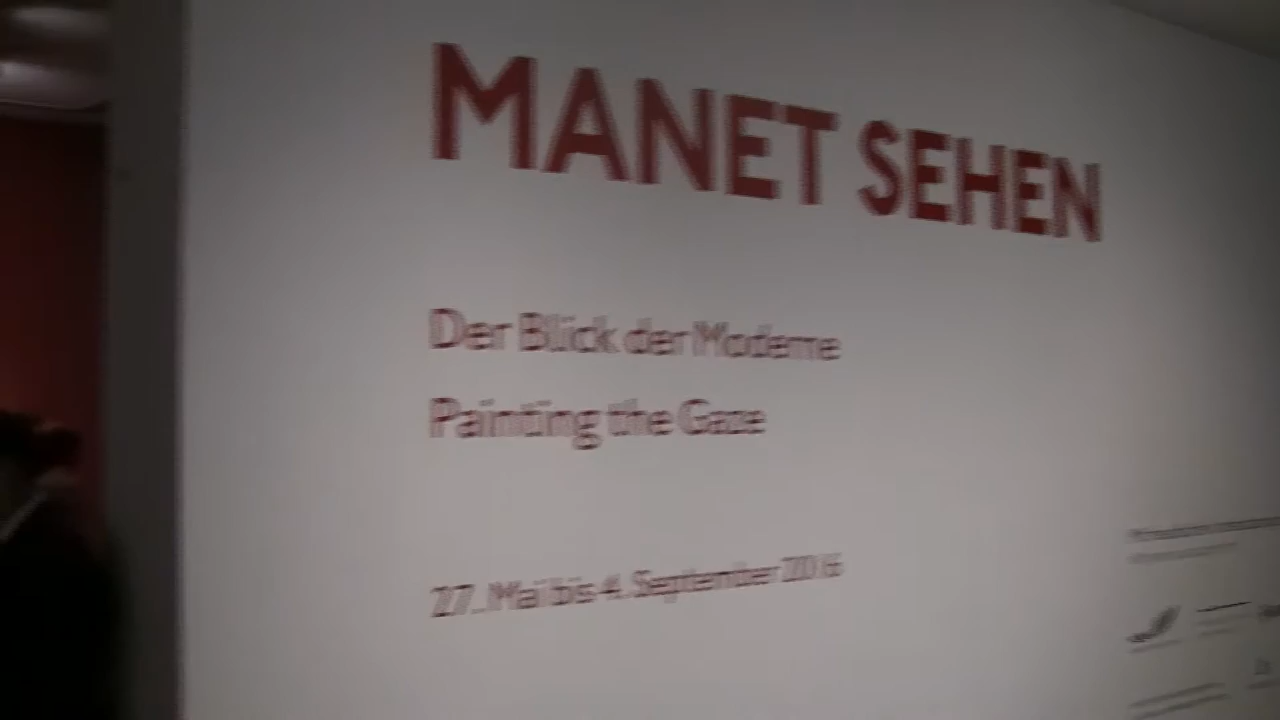 MANET SEHEN
Der Blick der Moderne
Painting the Gaze
27. Mai bis 4. September 2016